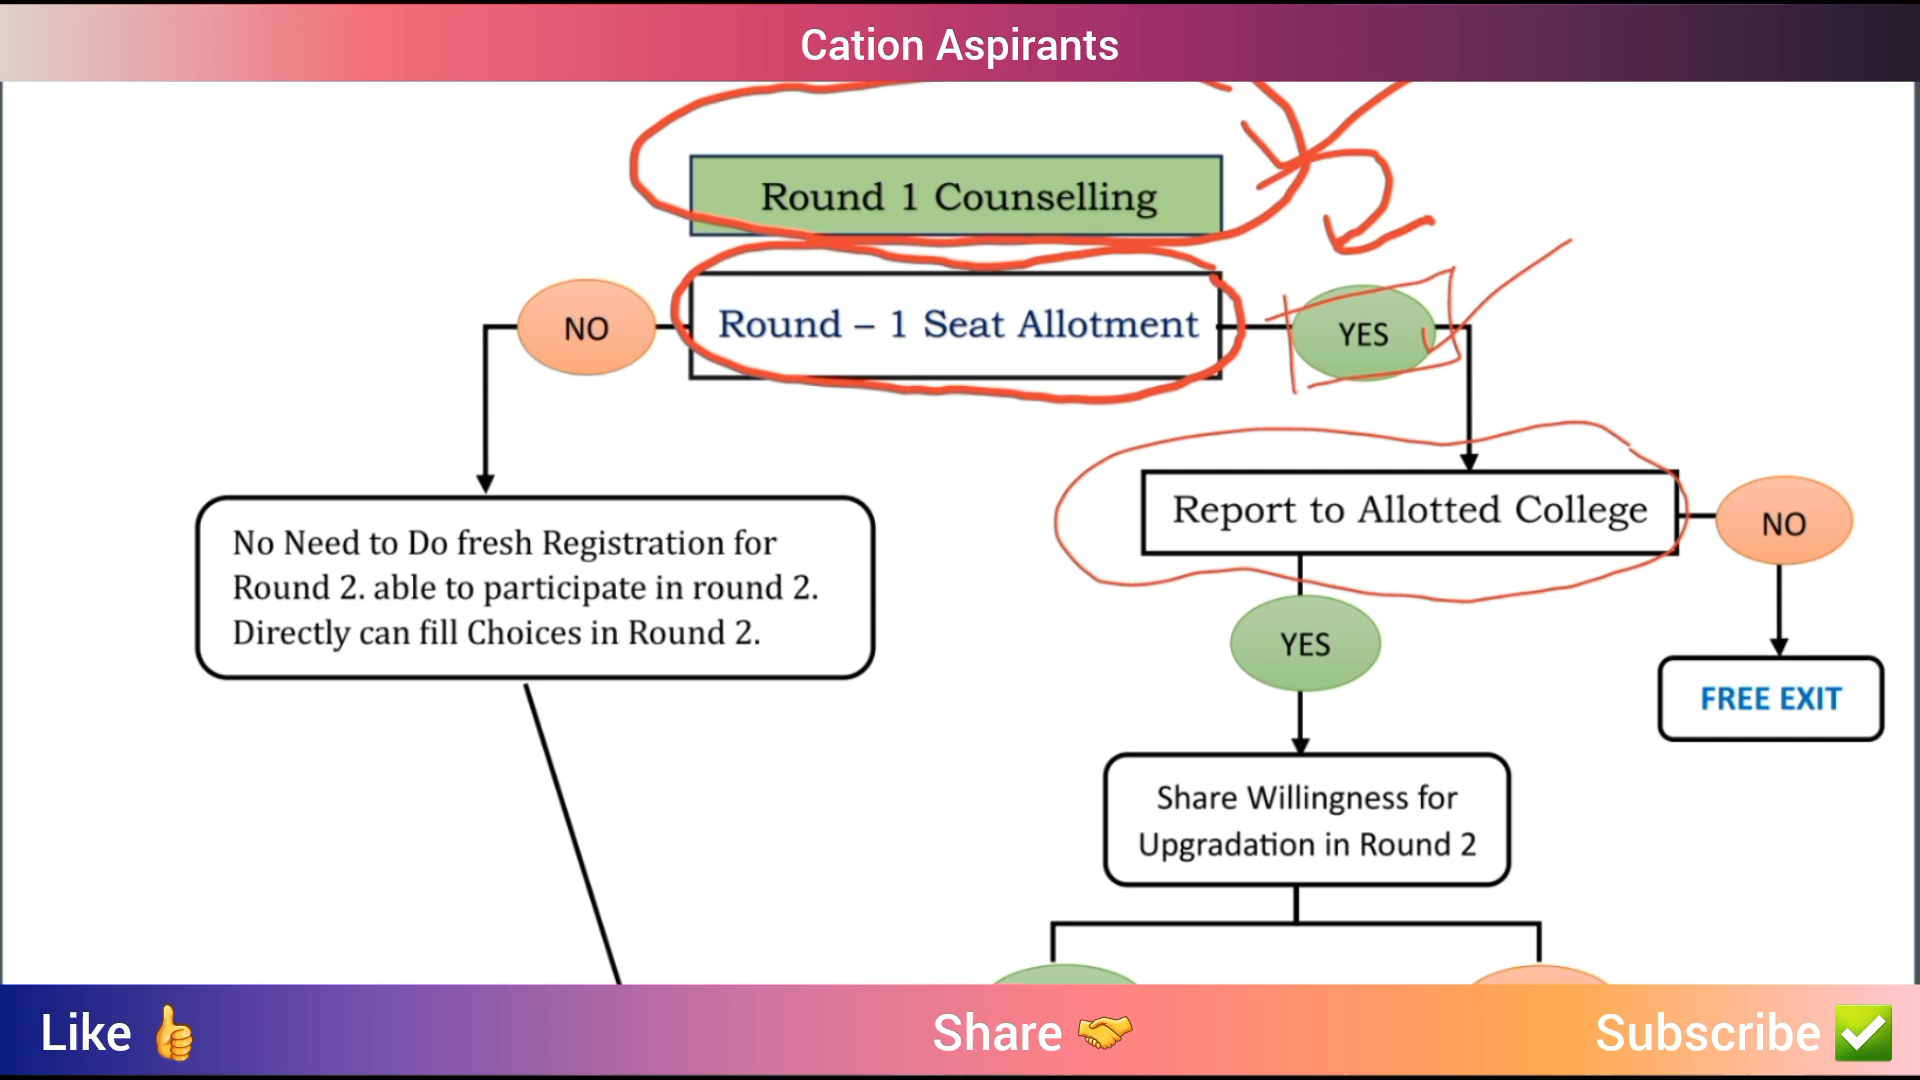 Cation Aspirants
Round 1 Counselling
NO
Round – 1 Seat Allotment
YES
No Need to Do fresh Registration for
Round 2. able to participate in round 2.
Directly can fill Choices in Round 2.
Report to Allotted College
NO
YES
FREE EXIT
Share Willingness for
Upgradation in Round 2
Like 👍
Share 🤝
Subscribe ✅